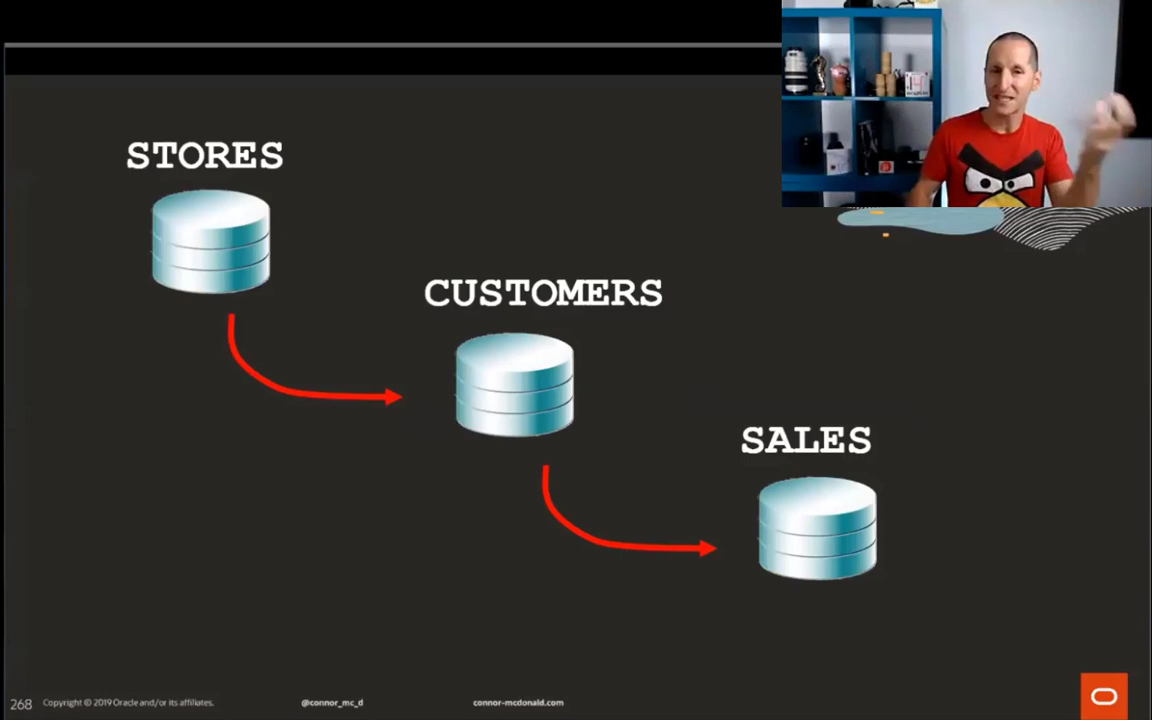 STORES
CUSTOMERS
SALES
268 Copyright © 2019 Oracle and/or its affiliates. @connor_mc_d connor-mcdonald.com